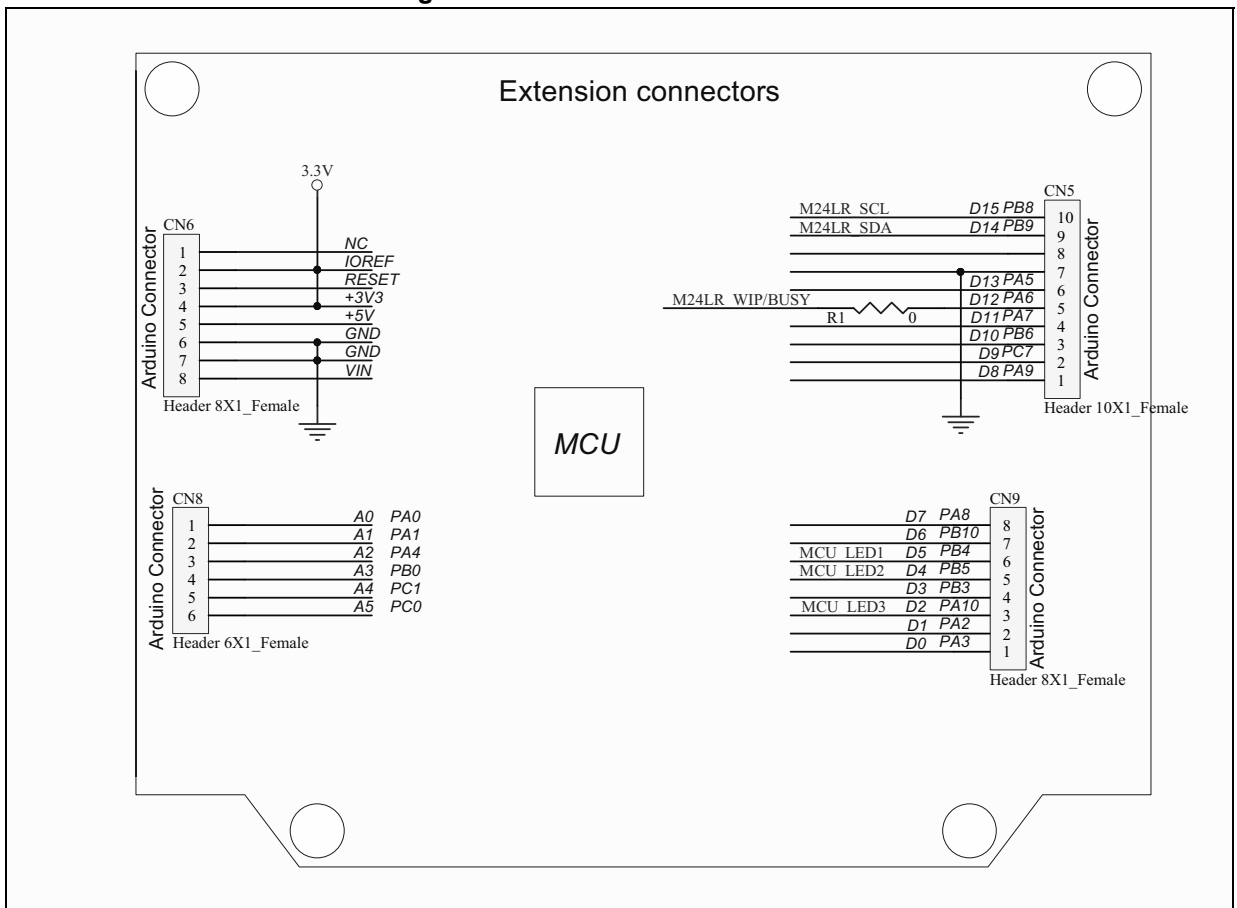 Extension connectors
3.3V
CN6
Arduino Connector
1 NC
2 IOREF
3 RESET
4 +3V3
5 +5V
6 GND
7 GND
8 VIN
Header 8X1_Female
CN5
M24LR_SCL D15 PB8 10
M24LR_SDA D14 PB9 9
8
7
D13 PA5 6
M24LR_WIP/BUSY R1 0 D12 PA6 5
D11 PA7 4
D10 PB6 3
D9 PC7 2
D8 PA9 1
Arduino Connector
Header 10X1_Female
MCU
CN8
Arduino Connector
1 A0 PA0
2 A1 PA1
3 A2 PA4
4 A3 PB0
5 A4 PC1
6 A5 PC0
Header 6X1_Female
CN9
D7 PA8 8
D6 PB10 7
MCU_LED1 D5 PB4 6
MCU_LED2 D4 PB5 5
D3 PB3 4
MCU_LED3 D2 PA10 3
D1 PA2 2
D0 PA3 1
Arduino Connector
Header 8X1_Female